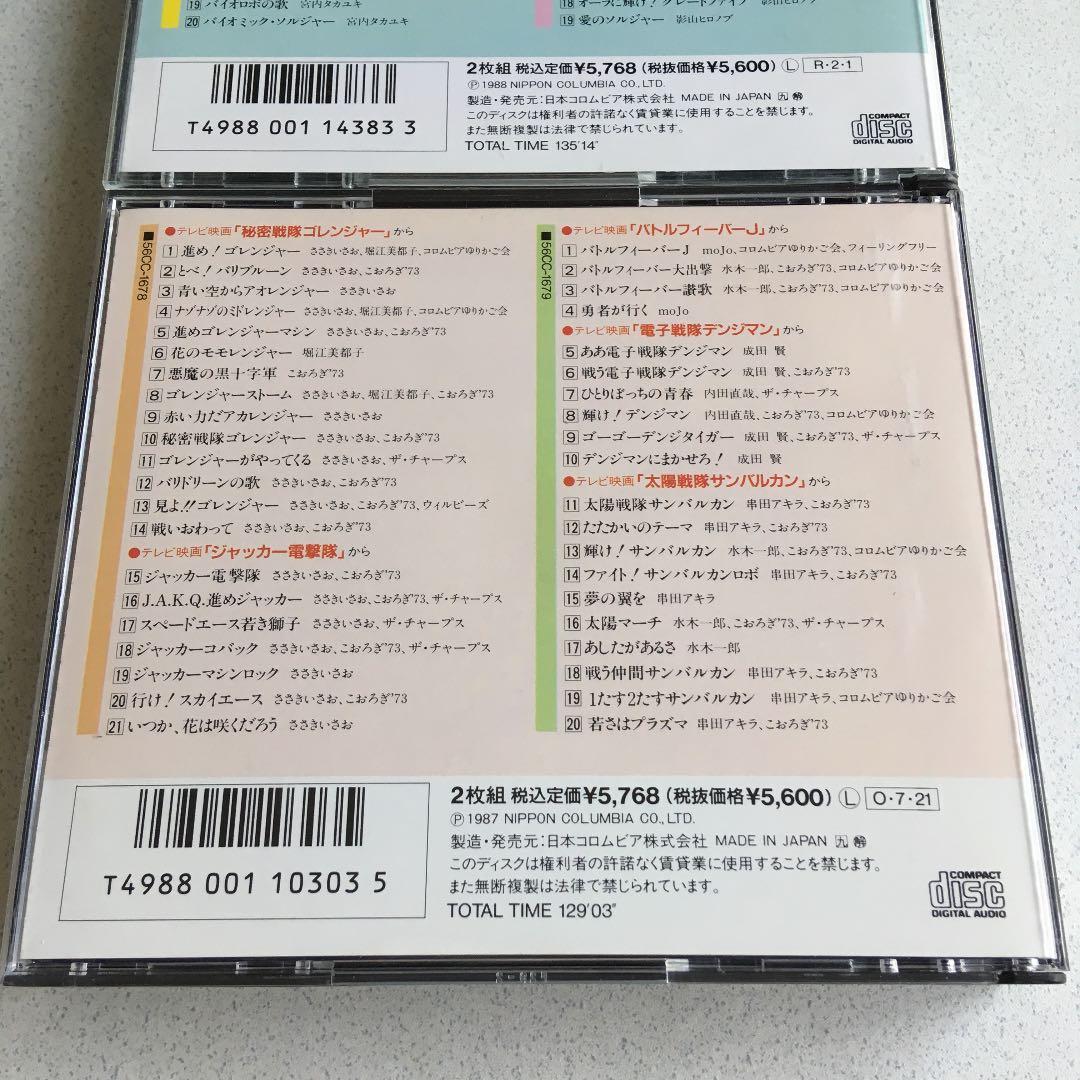 19 バイオロボの歌 宮内タカユキ
20 バイオミック・ソルジャー 宮内タカユキ
18 オーラに輝け!グレートファイブ 影山ヒロノブ
19 愛のソルジャー 影山ヒロノブ
T4988 001 14383 3
2枚組 税込定価¥5,768(税抜価格¥5,600) Ⓛ R・2・1
Ⓟ 1988 NIPPON COLUMBIA CO., LTD.
製造・発売元:日本コロムビア株式会社 MADE IN JAPAN 九
このディスクは権利者の許諾なく賃貸業に使用することを禁じます。
また無断複製は法律で禁じられています。
TOTAL TIME 135'14"
COMPACT
disc
DIGITAL AUDIO
■56CC-1678
●テレビ映画「秘密戦隊ゴレンジャー」から
1 進め!ゴレンジャー ささきいさお、堀江美都子、コロムビアゆりかご会
2 とべ!バリブルーン ささきいさお、こおろぎ'73
3 青い空からアオレンジャー ささきいさお
4 ナゾナゾのミドレンジャー ささきいさお、堀江美都子、コロムビアゆりかご会
5 進めゴレンジャーマシン ささきいさお、こおろぎ'73
6 花のモモレンジャー 堀江美都子
7 悪魔の黒十字軍 こおろぎ'73
8 ゴレンジャーストーム ささきいさお、堀江美都子、こおろぎ'73
9 赤い力だアカレンジャー ささきいさお
10 秘密戦隊ゴレンジャー ささきいさお、こおろぎ'73
11 ゴレンジャーがやってくる ささきいさお、ザ・チャープス
12 バリドリーンの歌 ささきいさお、こおろぎ'73
13 見よ!!ゴレンジャー ささきいさお、こおろぎ'73、ウィルビーズ
14 戦いおわって ささきいさお、こおろぎ'73
●テレビ映画「ジャッカー電撃隊」から
15 ジャッカー電撃隊 ささきいさお、こおろぎ'73
16 J.A.K.Q.進めジャッカー ささきいさお、こおろぎ'73、ザ・チャープス
17 スペードエース若き獅子 ささきいさお、ザ・チャープス
18 ジャッカーコバック ささきいさお、こおろぎ'73、ザ・チャープス
19 ジャッカーマシンロック ささきいさお
20 行け!スカイエース ささきいさお、こおろぎ'73
21 いつか、花は咲くだろう ささきいさお
■56CC-1679
●テレビ映画「バトルフィーバーJ」から
1 バトルフィーバーJ moJo、コロムビアゆりかご会、フィーリングフリー
2 バトルフィーバー大出撃 水木一郎、こおろぎ'73、コロムビアゆりかご会
3 バトルフィーバー讃歌 水木一郎、こおろぎ'73、コロムビアゆりかご会
4 勇者が行く moJo
●テレビ映画「電子戦隊デンジマン」から
5 ああ電子戦隊デンジマン 成田 賢
6 戦う電子戦隊デンジマン 成田 賢、こおろぎ'73
7 ひとりぼっちの青春 内田直哉、ザ・チャープス
8 輝け!デンジマン 内田直哉、こおろぎ'73、コロムビアゆりかご会
9 ゴーゴーデンジタイガー 成田 賢、こおろぎ'73、ザ・チャープス
10 デンジマンにまかせろ! 成田 賢
●テレビ映画「太陽戦隊サンバルカン」から
11 太陽戦隊サンバルカン 串田アキラ、こおろぎ'73
12 たたかいのテーマ 串田アキラ、こおろぎ'73
13 輝け!サンバルカン 水木一郎、こおろぎ'73、コロムビアゆりかご会
14 ファイト!サンバルカンロボ 串田アキラ、こおろぎ'73
15 夢の翼を 串田アキラ
16 太陽マーチ 水木一郎、こおろぎ'73、ザ・チャープス
17 あしたがあるさ 水木一郎
18 戦う仲間サンバルカン 串田アキラ、こおろぎ'73
19 1たす2たすサンバルカン 串田アキラ、コロムビアゆりかご会
20 若さはプラズマ 串田アキラ、こおろぎ'73
T4988 001 10303 5
2枚組 税込定価¥5,768(税抜価格¥5,600) Ⓛ O・7・21
Ⓟ 1987 NIPPON COLUMBIA CO., LTD.
製造・発売元:日本コロムビア株式会社 MADE IN JAPAN 九
このディスクは権利者の許諾なく賃貸業に使用することを禁じます。
また無断複製は法律で禁じられています。
TOTAL TIME 129'03"
COMPACT
disc
DIGITAL AUDIO